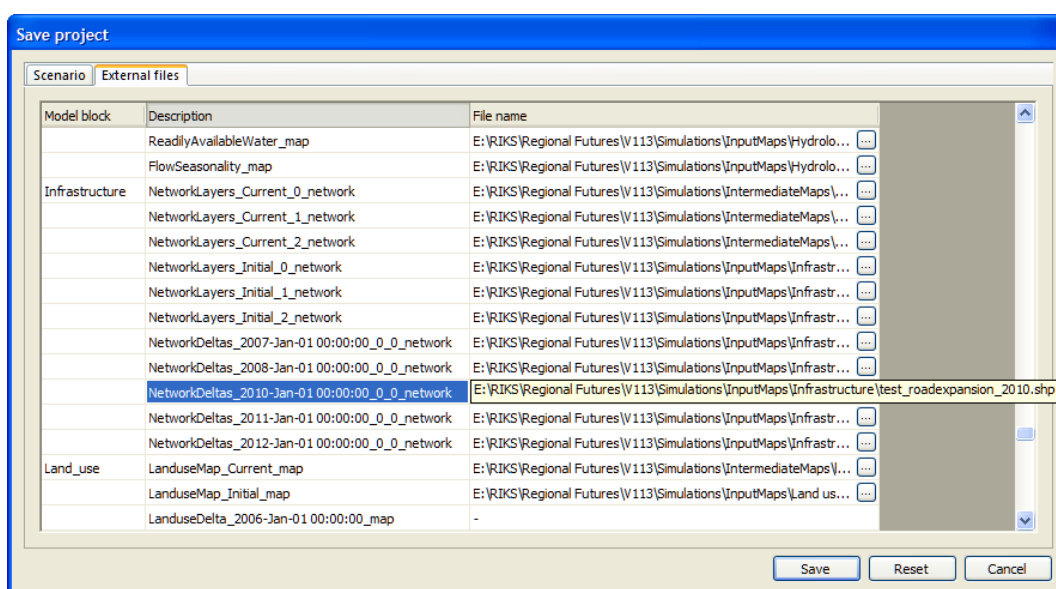 Save project
Scenario External files
Model block Description File name
ReadilyAvailableWater_map E:\RIKS\Regional Futures\V113\Simulations\InputMaps\Hydrolo... ...
FlowSeasonality_map E:\RIKS\Regional Futures\V113\Simulations\InputMaps\Hydrolo... ...
Infrastructure NetworkLayers_Current_0_network E:\RIKS\Regional Futures\V113\Simulations\IntermediateMaps\... ...
NetworkLayers_Current_1_network E:\RIKS\Regional Futures\V113\Simulations\IntermediateMaps\... ...
NetworkLayers_Current_2_network E:\RIKS\Regional Futures\V113\Simulations\IntermediateMaps\... ...
NetworkLayers_Initial_0_network E:\RIKS\Regional Futures\V113\Simulations\InputMaps\Infrastr... ...
NetworkLayers_Initial_1_network E:\RIKS\Regional Futures\V113\Simulations\InputMaps\Infrastr... ...
NetworkLayers_Initial_2_network E:\RIKS\Regional Futures\V113\Simulations\InputMaps\Infrastr... ...
NetworkDeltas_2007-Jan-01 00:00:00_0_0_network E:\RIKS\Regional Futures\V113\Simulations\InputMaps\Infrastr... ...
NetworkDeltas_2008-Jan-01 00:00:00_0_0_network E:\RIKS\Regional Futures\V113\Simulations\InputMaps\Infrastr... ...
NetworkDeltas_2010-Jan-01 00:00:00_0_0_network E:\RIKS\Regional Futures\V113\Simulations\InputMaps\Infrastructure\test_roadexpansion_2010.shp
NetworkDeltas_2011-Jan-01 00:00:00_0_0_network E:\RIKS\Regional Futures\V113\Simulations\InputMaps\Infrastr... ...
NetworkDeltas_2012-Jan-01 00:00:00_0_0_network E:\RIKS\Regional Futures\V113\Simulations\InputMaps\Infrastr... ...
Land_use LanduseMap_Current_map E:\RIKS\Regional Futures\V113\Simulations\IntermediateMaps\l... ...
LanduseMap_Initial_map E:\RIKS\Regional Futures\V113\Simulations\InputMaps\Land us... ...
LanduseDelta_2006-Jan-01 00:00:00_map -
Save Reset Cancel